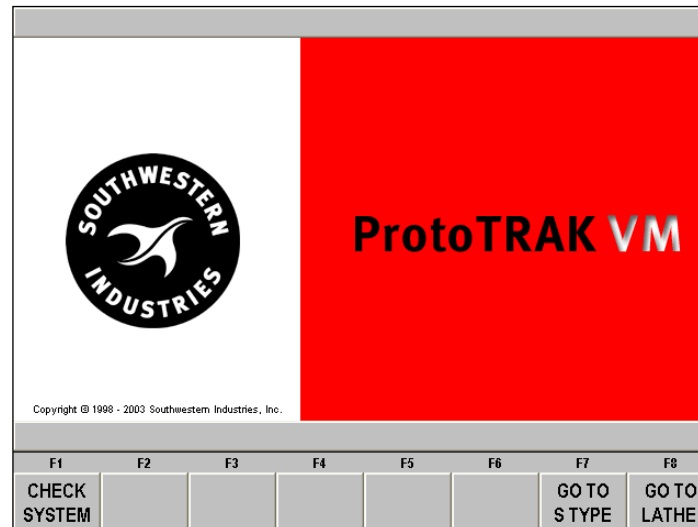 SOUTHWESTERN
INDUSTRIES
ProtoTRAK VM
Copyright © 1998 - 2003 Southwestern Industries, Inc.
F1 F2 F3 F4 F5 F6 F7 F8
CHECK SYSTEM
GO TO S TYPE
GO TO LATHE